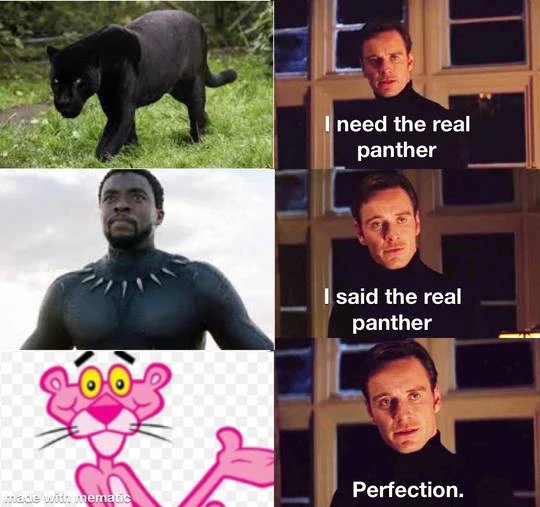 I need the real
panther
I said the real
panther
Perfection.
made with mematic